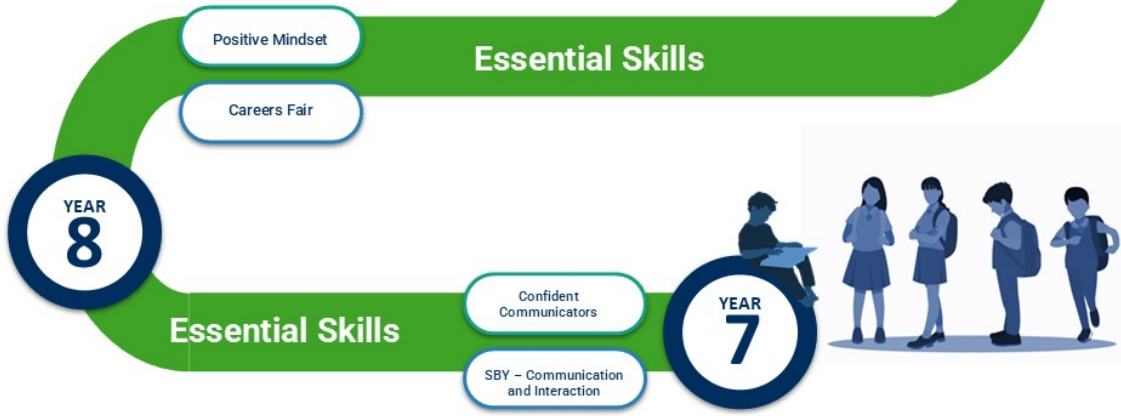 Positive Mindset
Essential Skills
Careers Fair
YEAR
8
Confident
Communicators
YEAR
7
Essential Skills
SBY – Communication
and Interaction